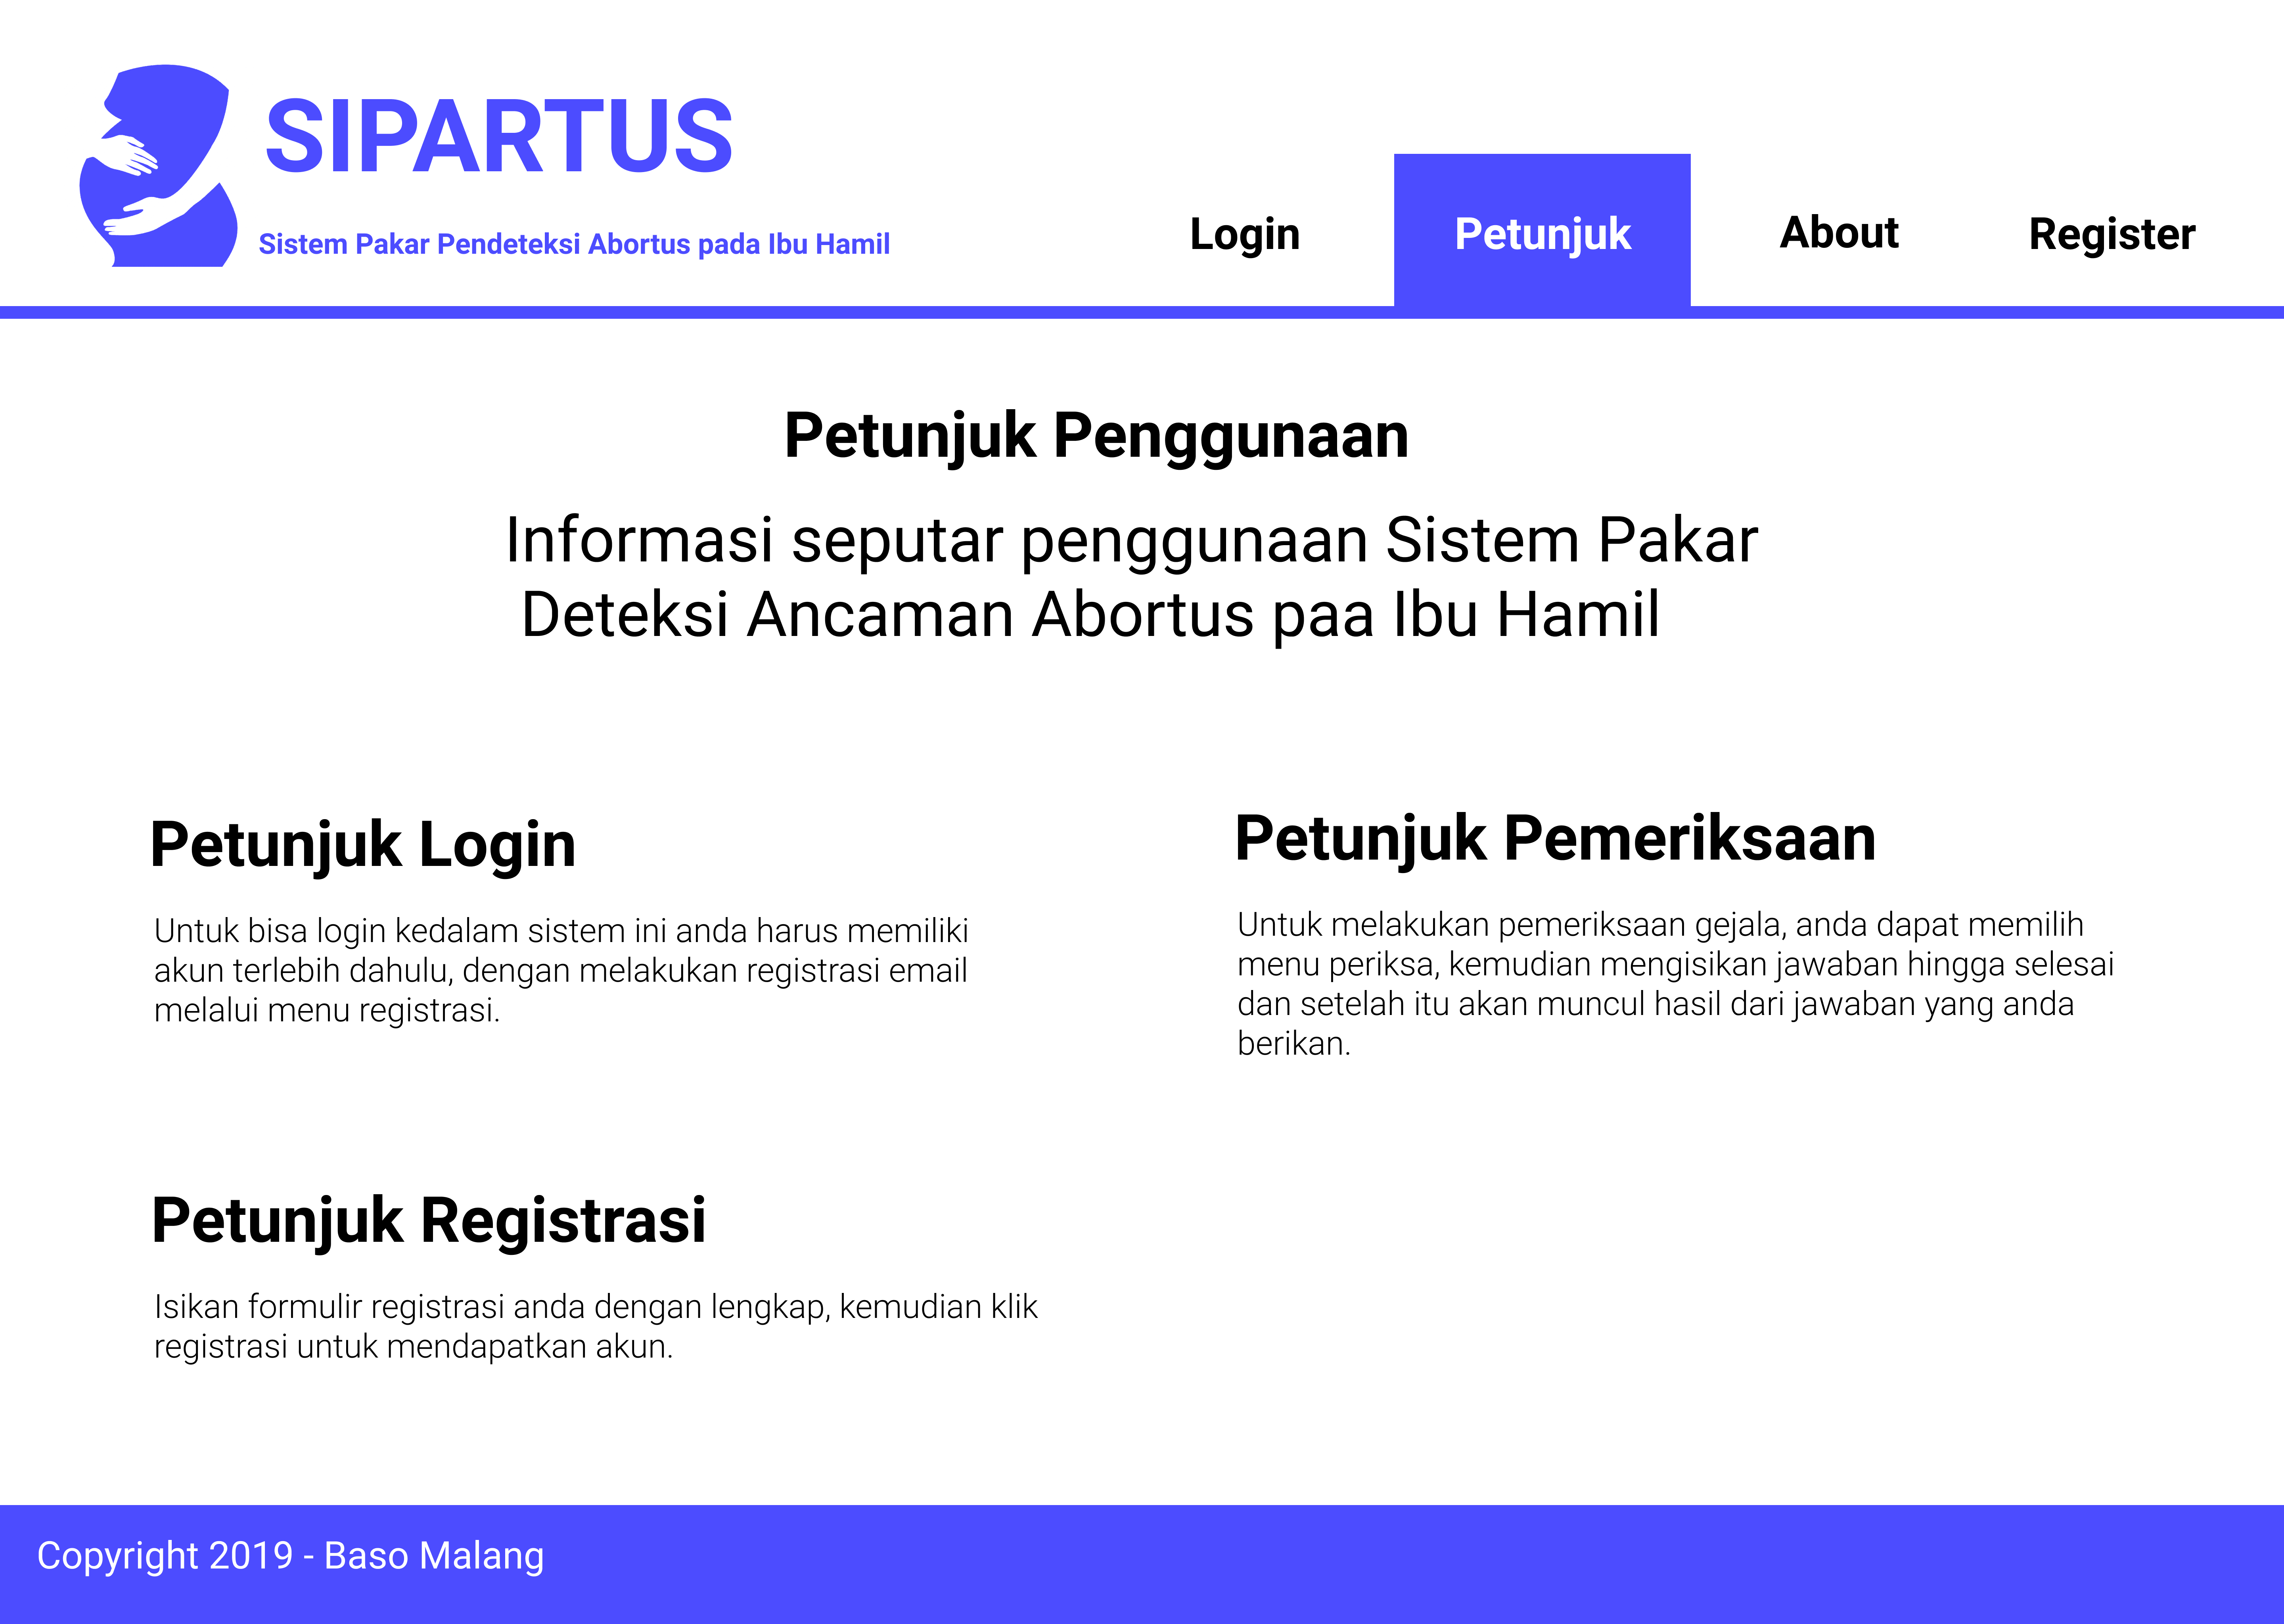 SIPARTUS
Sistem Pakar Pendeteksi Abortus pada Ibu Hamil
Login
Petunjuk
About
Register
Petunjuk Penggunaan
Informasi seputar penggunaan Sistem Pakar
Deteksi Ancaman Abortus paa Ibu Hamil
Petunjuk Login
Untuk bisa login kedalam sistem ini anda harus memiliki
akun terlebih dahulu, dengan melakukan registrasi email
melalui menu registrasi.
Petunjuk Pemeriksaan
Untuk melakukan pemeriksaan gejala, anda dapat memilih
menu periksa, kemudian mengisikan jawaban hingga selesai
dan setelah itu akan muncul hasil dari jawaban yang anda
berikan.
Petunjuk Registrasi
Isikan formulir registrasi anda dengan lengkap, kemudian klik
registrasi untuk mendapatkan akun.
Copyright 2019 - Baso Malang